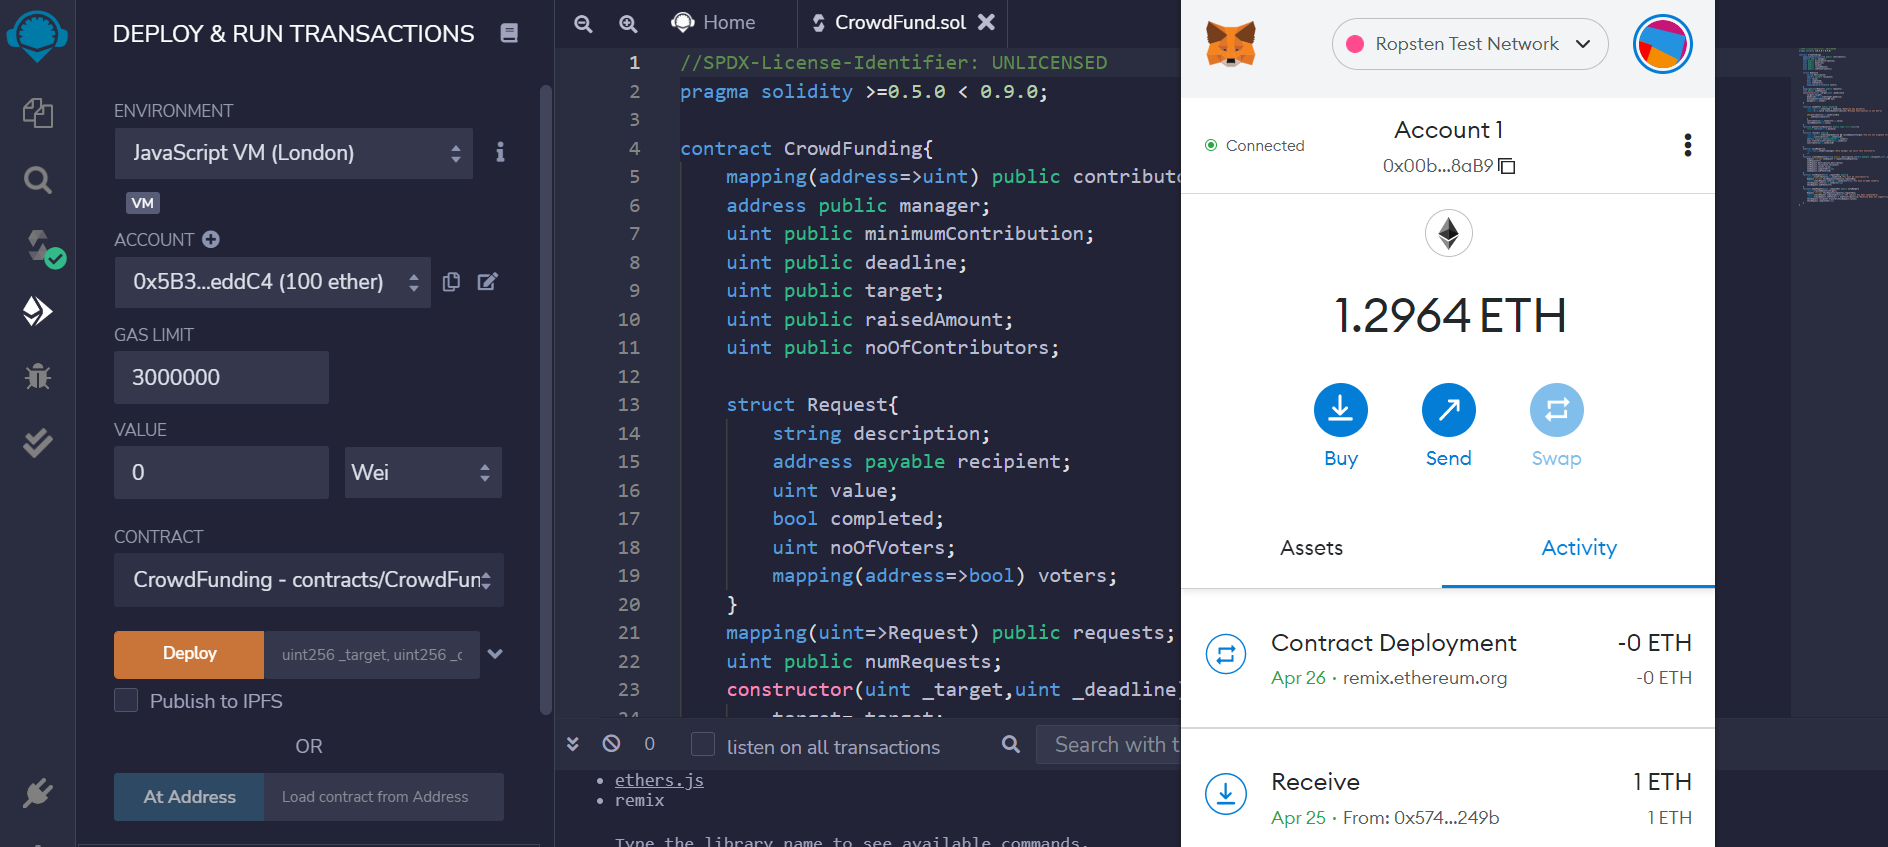 DEPLOY & RUN TRANSACTIONS
ENVIRONMENT
JavaScript VM (London)
VM
ACCOUNT
0x5B3...eddC4 (100 ether)
GAS LIMIT
3000000
VALUE
0
Wei
CONTRACT
CrowdFunding - contracts/CrowdFun
Deploy
uint256 _target, uint256 _c
Publish to IPFS
OR
At Address
Load contract from Address
Home
CrowdFund.sol
1 //SPDX-License-Identifier: UNLICENSED
2 pragma solidity >=0.5.0 < 0.9.0;
3
4 contract CrowdFunding{
5 mapping(address=>uint) public contributo
6 address public manager;
7 uint public minimumContribution;
8 uint public deadline;
9 uint public target;
10 uint public raisedAmount;
11 uint public noOfContributors;
12
13 struct Request{
14 string description;
15 address payable recipient;
16 uint value;
17 bool completed;
18 uint noOfVoters;
19 mapping(address=>bool) voters;
20 }
21 mapping(uint=>Request) public requests;
22 uint public numRequests;
23 constructor(uint _target,uint _deadline)
24 target=_target;
0
listen on all transactions
Search with t
• ethers.js
• remix
Type the library name to see available commands.
Ropsten Test Network
Connected
Account 1
0x00b...8aB9
1.2964 ETH
Buy
Send
Swap
Assets
Activity
Contract Deployment
-0 ETH
Apr 26 · remix.ethereum.org
-0 ETH
Receive
1 ETH
Apr 25 · From: 0x574...249b
1 ETH